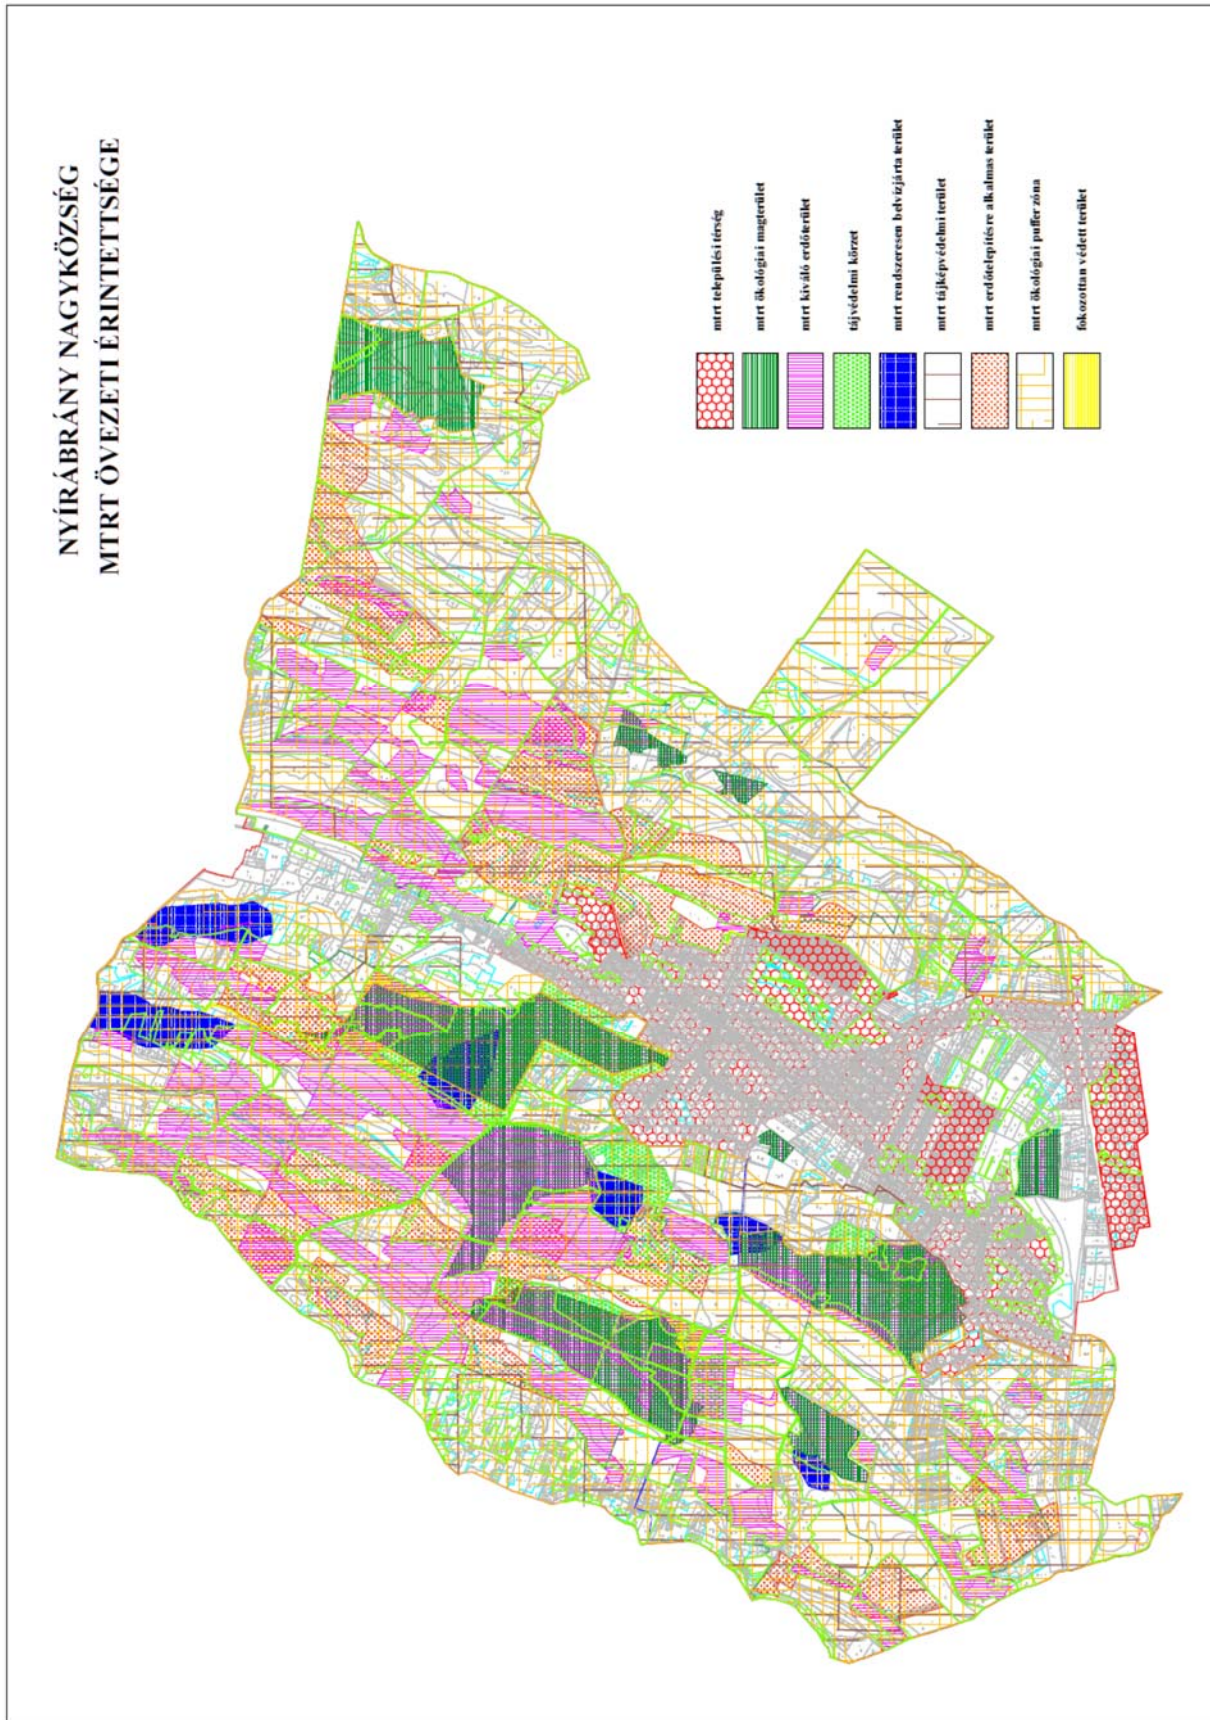 NYÍRÁBRÁNY NAGYKÖZSÉG
MTRT ÖVEZETI ÉRINTETTSÉGE
mtrt települési térség
mtrt ökológiai magterület
mtrt kiváló erdőterület
tájvédelmi körzet
mtrt rendszeresen belvízjárta terület
mtrt tájképvédelmi terület
mtrt erdőtelepítésre alkalmas terület
mtrt ökológiai puffer zóna
fokozottan védett terület